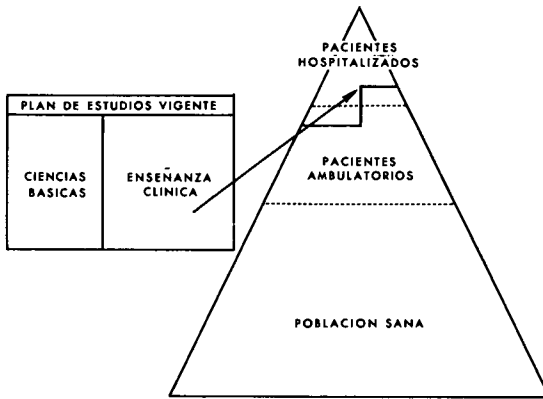 PACIENTES
HOSPITALIZADOS
PLAN DE ESTUDIOS VIGENTE
CIENCIAS
BASICAS
ENSEÑANZA
CLINICA
PACIENTES
AMBULATORIOS
POBLACION SANA